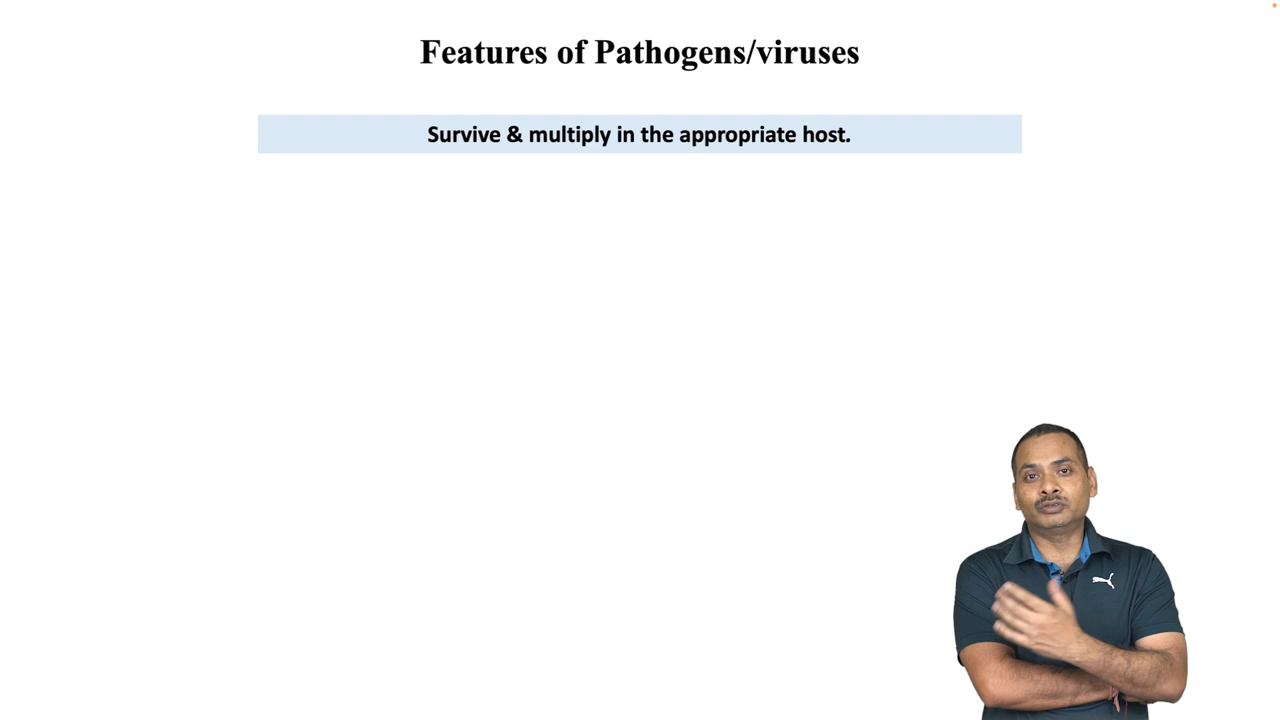 Features of Pathogens/viruses
Survive & multiply in the appropriate host.